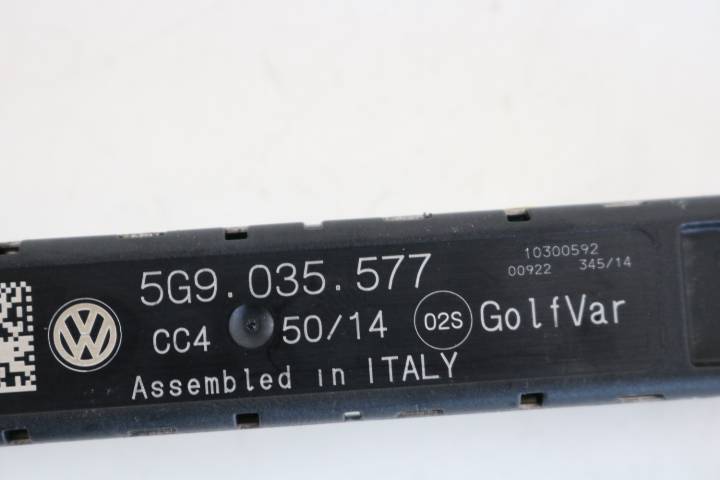 10300592
00922 345/14
5G9.035.577
CC4 50/14 02S GolfVar
Assembled in ITALY